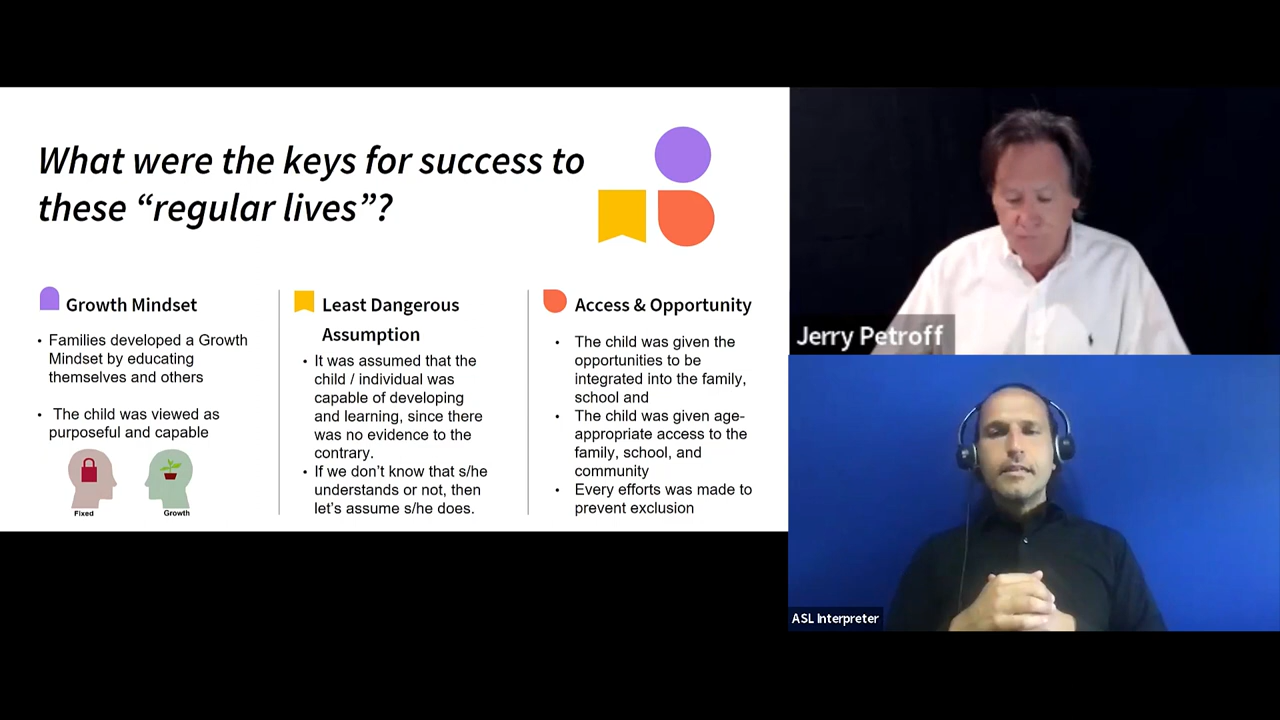 What were the keys for success to
these “regular lives”?
Growth Mindset
• Families developed a Growth
Mindset by educating
themselves and others
• The child was viewed as
purposeful and capable
Fixed
Growth
Least Dangerous
Assumption
• It was assumed that the
child / individual was
capable of developing
and learning, since there
was no evidence to the
contrary.
• If we don’t know that s/he
understands or not, then
let’s assume s/he does.
Access & Opportunity
• The child was given the
opportunities to be
integrated into the family,
school and
• The child was given age-
appropriate access to the
family, school, and
community
• Every efforts was made to
prevent exclusion
Jerry Petroff
ASL Interpreter